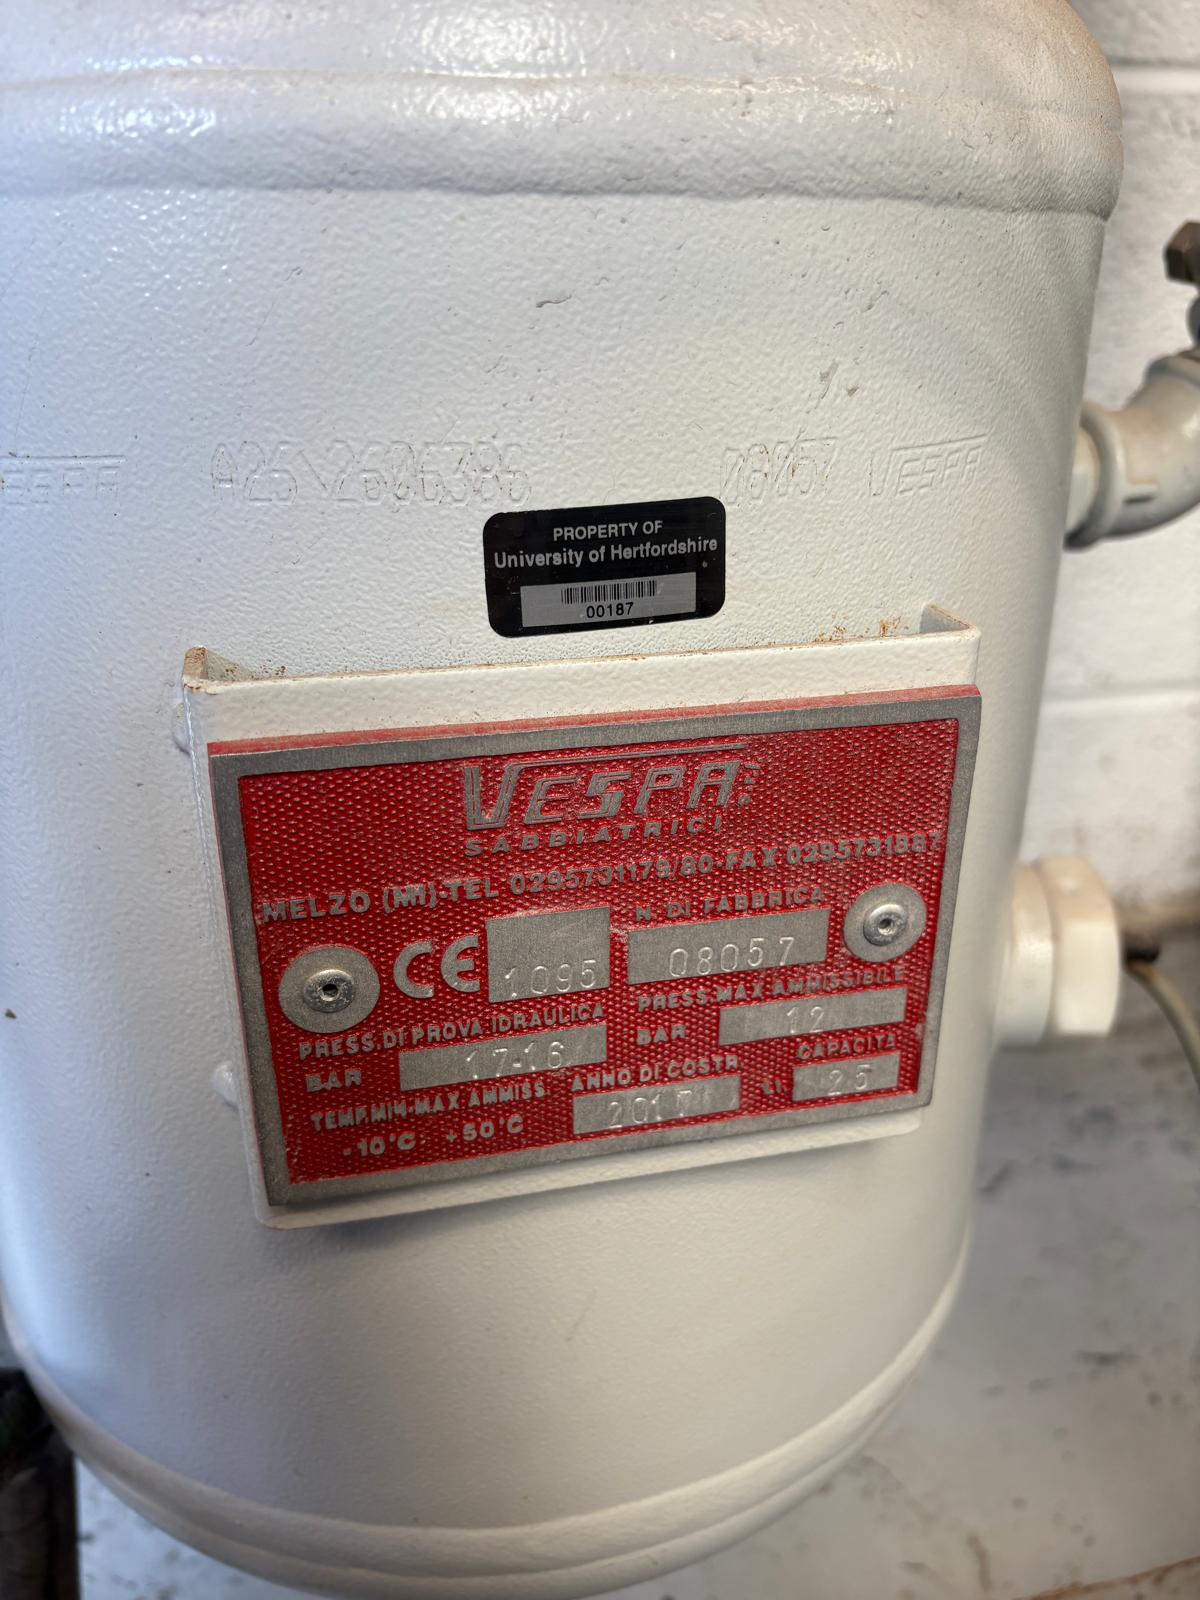 VESPA A25 2606386 08057 VESPA
PROPERTY OF
University of Hertfordshire
00187
VESPA SRL
SABBIATRICI
MELZO (MI)-TEL 0295731179/80-FAX 0295731887
CE 1095
N. DI FABBRICA
08057
PRESS.DI PROVA IDRAULICA
BAR 17-16
PRESS.MAX AMMISSIBILE
BAR 12
TEMP.MIN-MAX AMMISS.
-10°C +50°C
ANNO DI COSTR.
2017
CAPACITA
Lt. 25